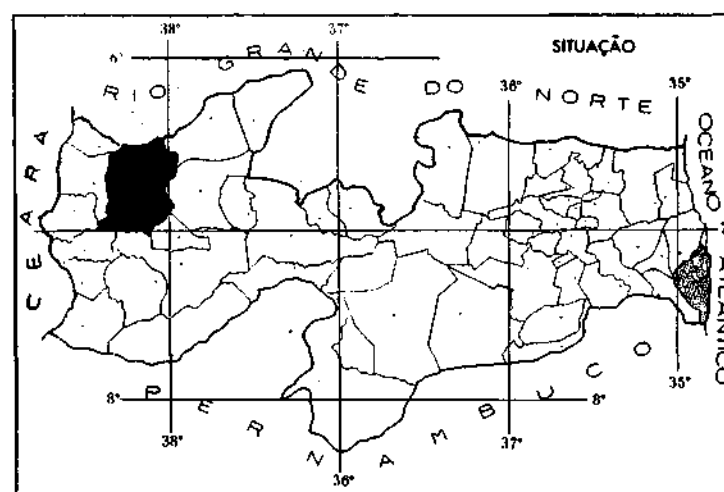 SITUAÇÃO
38° 37° 36° 35°
6°
RIO GRANDE DO NORTE
CEARÁ
OCEANO ATLÂNTICO
8° 8°
PERNAMBUCO
38° 36° 37° 35°